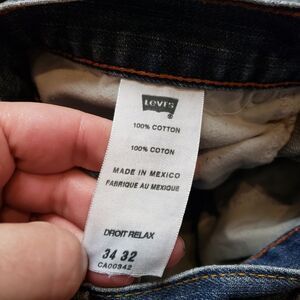 LEVI'S
100% COTTON
100% COTON
MADE IN MEXICO
FABRIQUE AU MEXIQUE
DROIT RELAX
34 32
CA00342